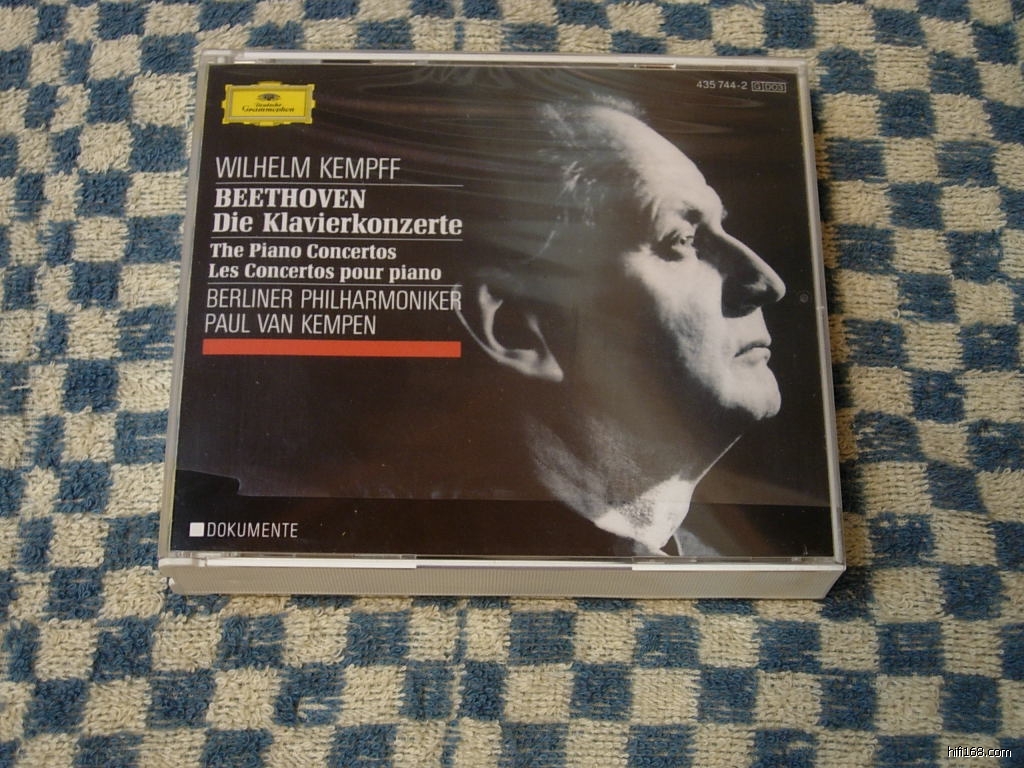 435 744-2 G 003
Deutsche
Grammophon
WILHELM KEMPFF
BEETHOVEN
Die Klavierkonzerte
The Piano Concertos
Les Concertos pour piano
BERLINER PHILHARMONIKER
PAUL VAN KEMPEN
DOKUMENTE
hifi168.com